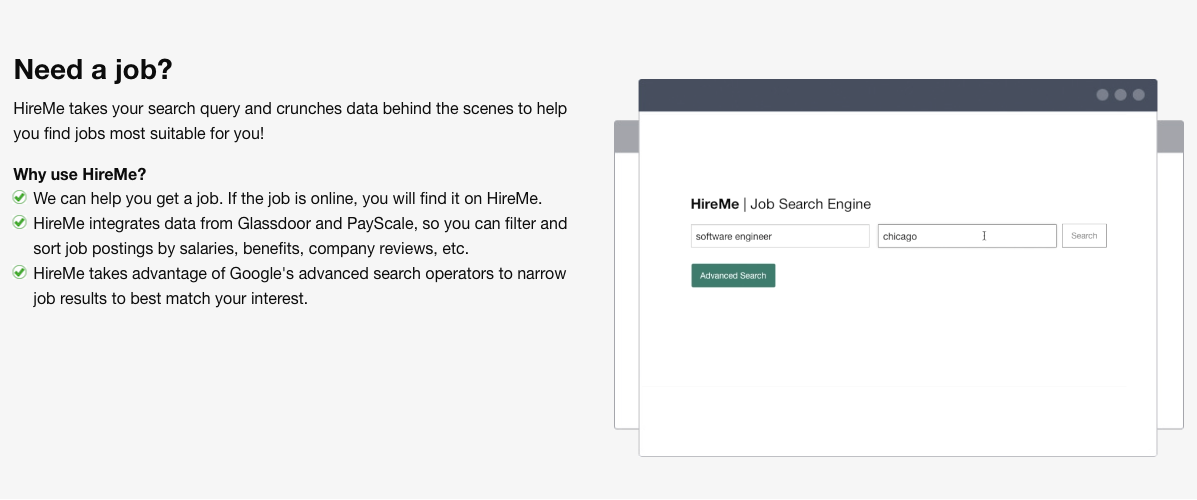 Need a job?
HireMe takes your search query and crunches data behind the scenes to help
you find jobs most suitable for you!
Why use HireMe?
We can help you get a job. If the job is online, you will find it on HireMe.
HireMe integrates data from Glassdoor and PayScale, so you can filter and
sort job postings by salaries, benefits, company reviews, etc.
HireMe takes advantage of Google's advanced search operators to narrow
job results to best match your interest.
HireMe | Job Search Engine
software engineer chicago Search
Advanced Search